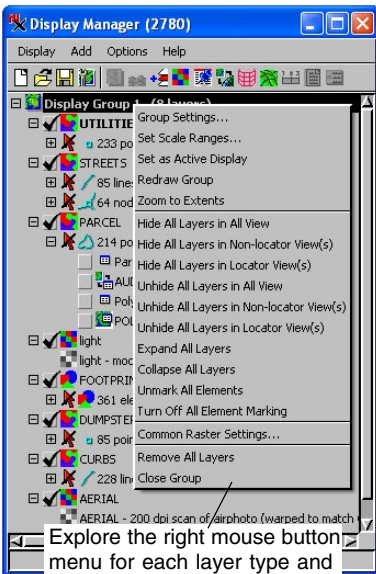 Display Manager (2780)
Display Add Options Help
Display Group 1 (8 layers)
UTILITIE
233 po
STREETS
85 line
64 nod
PARCEL
214 po
Par
AUD
Poly
POL
light
light - mod
FOOTPRIN
361 ele
DUMPSTER
85 poin
CURBS
228 lin
AERIAL
AERIAL - 200 dpi scan of airphoto (warped to match
Group Settings...
Set Scale Ranges...
Set as Active Display
Redraw Group
Zoom to Extents
Hide All Layers in All View
Hide All Layers in Non-locator View(s)
Hide All Layers in Locator View(s)
Unhide All Layers in All View
Unhide All Layers in Non-locator View(s)
Unhide All Layers in Locator View(s)
Expand All Layers
Collapse All Layers
Unmark All Elements
Turn Off All Element Marking
Common Raster Settings...
Remove All Layers
Close Group
Explore the right mouse button
menu for each layer type and